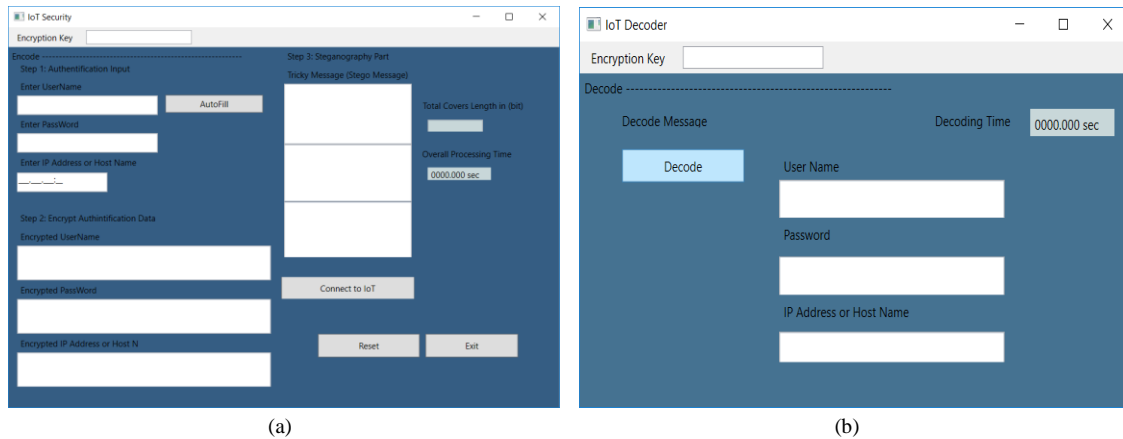 IoT Security
Encryption Key
Encode ------------------------------------------------------------
Step 1: Authentification Input
Enter UserName
AutoFill
Enter PassWord
Enter IP Address or Host Name
__.__.__:_
Step 2: Encrypt Authintification Data
Encrypted UserName
Encrypted PassWord
Encrypted IP Address or Host N
Step 3: Steganography Part
Tricky Message (Stego Message)
Total Covers Length in (bit)
Overall Processing Time
0000.000 sec
Connect to IoT
Reset
Exit
(a)
IoT Decoder
Encryption Key
Decode ------------------------------------------------------------
Decode Message
Decoding Time
0000.000 sec
Decode
User Name
Password
IP Address or Host Name
(b)